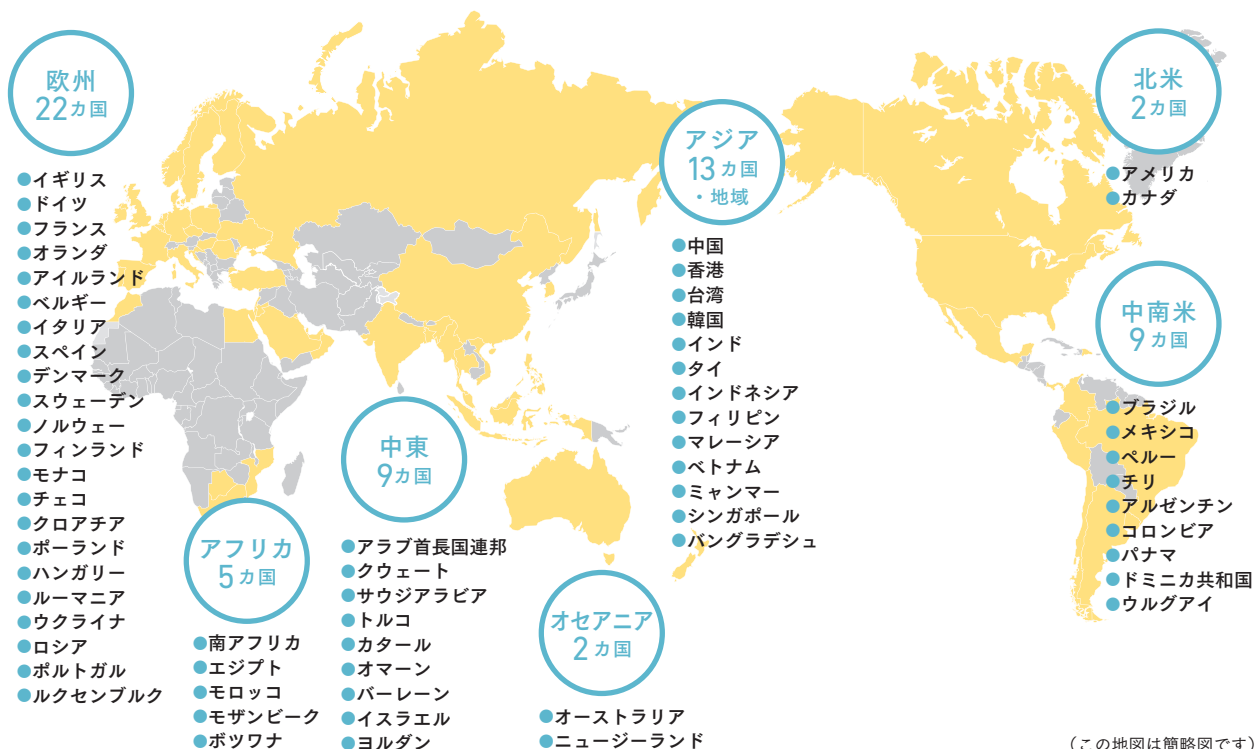 欧州
22カ国
●イギリス
●ドイツ
●フランス
●オランダ
●アイルランド
●ベルギー
●イタリア
●スペイン
●デンマーク
●スウェーデン
●ノルウェー
●フィンランド
●モナコ
●チェコ
●クロアチア
●ポーランド
●ハンガリー
●ルーマニア
●ウクライナ
●ロシア
●ポルトガル
●ルクセンブルク
アフリカ
5カ国
●南アフリカ
●エジプト
●モロッコ
●モザンビーク
●ボツワナ
中東
9カ国
●アラブ首長国連邦
●クウェート
●サウジアラビア
●トルコ
●カタール
●オマーン
●バーレーン
●イスラエル
●ヨルダン
オセアニア
2カ国
●オーストラリア
●ニュージーランド
アジア
13カ国
・地域
●中国
●香港
●台湾
●韓国
●インド
●タイ
●インドネシア
●フィリピン
●マレーシア
●ベトナム
●ミャンマー
●シンガポール
●バングラデシュ
北米
2カ国
●アメリカ
●カナダ
中南米
9カ国
●ブラジル
●メキシコ
●ペルー
●チリ
●アルゼンチン
●コロンビア
●パナマ
●ドミニカ共和国
●ウルグアイ
（この地図は簡略図です）